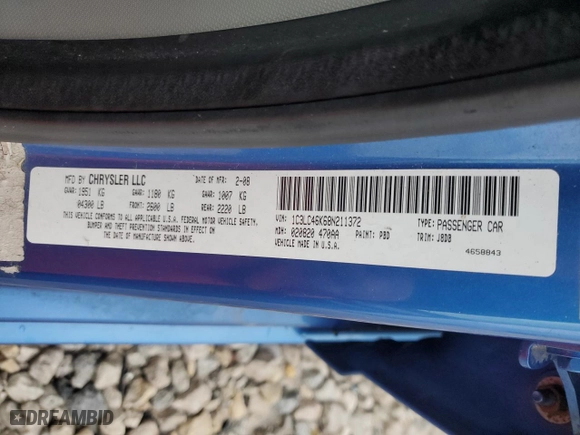 MFD BY CHRYSLER LLC DATE OF MFR: 2-08
GVWR: 1951 KG GAWR: 1180 KG GAWR: 1007 KG
04300 LB FRONT: 2600 LB REAR: 2220 LB
THIS VEHICLE CONFORMS TO ALL APPLICABLE U.S.A. FEDERAL MOTOR VEHICLE SAFETY,
BUMPER AND THEFT PREVENTION STANDARDS IN EFFECT ON
THE DATE OF MANUFACTURE SHOWN ABOVE.
VIN: 1C3LC46K68N211372 TYPE: PASSENGER CAR
MDH: 020820 470AA PAINT: PBD TRIM: J8D8
VEHICLE MADE IN U.S.A. 4658843
DREAMBID